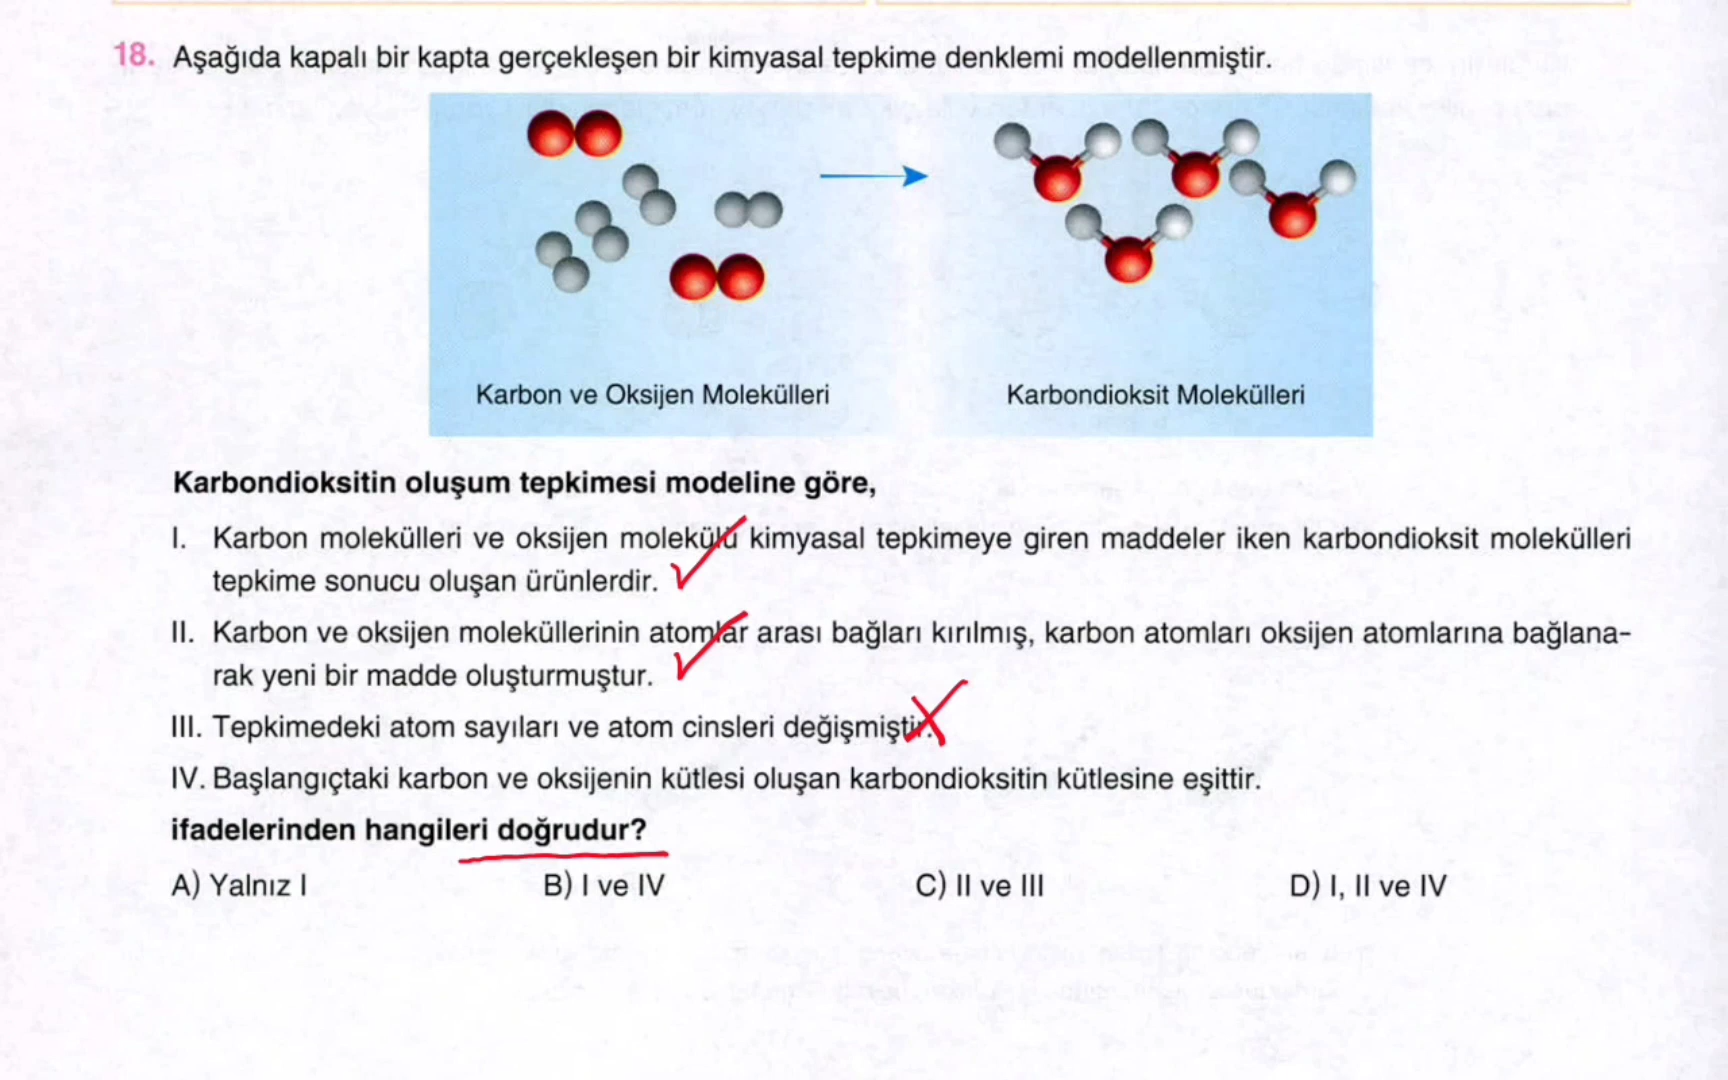 18. Aşağıda kapalı bir kapta gerçekleşen bir kimyasal tepkime denklemi modellenmiştir.
Karbon ve Oksijen Molekülleri
Karbondioksit Molekülleri
Karbondioksitin oluşum tepkimesi modeline göre,
I. Karbon molekülleri ve oksijen molekülü kimyasal tepkimeye giren maddeler iken karbondioksit molekülleri
tepkime sonucu oluşan ürünlerdir.
II. Karbon ve oksijen moleküllerinin atomlar arası bağları kırılmış, karbon atomları oksijen atomlarına bağlana-
rak yeni bir madde oluşturmuştur.
III. Tepkimedeki atom sayıları ve atom cinsleri değişmiştir.
IV. Başlangıçtaki karbon ve oksijenin kütlesi oluşan karbondioksitin kütlesine eşittir.
ifadelerinden hangileri doğrudur?
A) Yalnız I B) I ve IV C) II ve III D) I, II ve IV